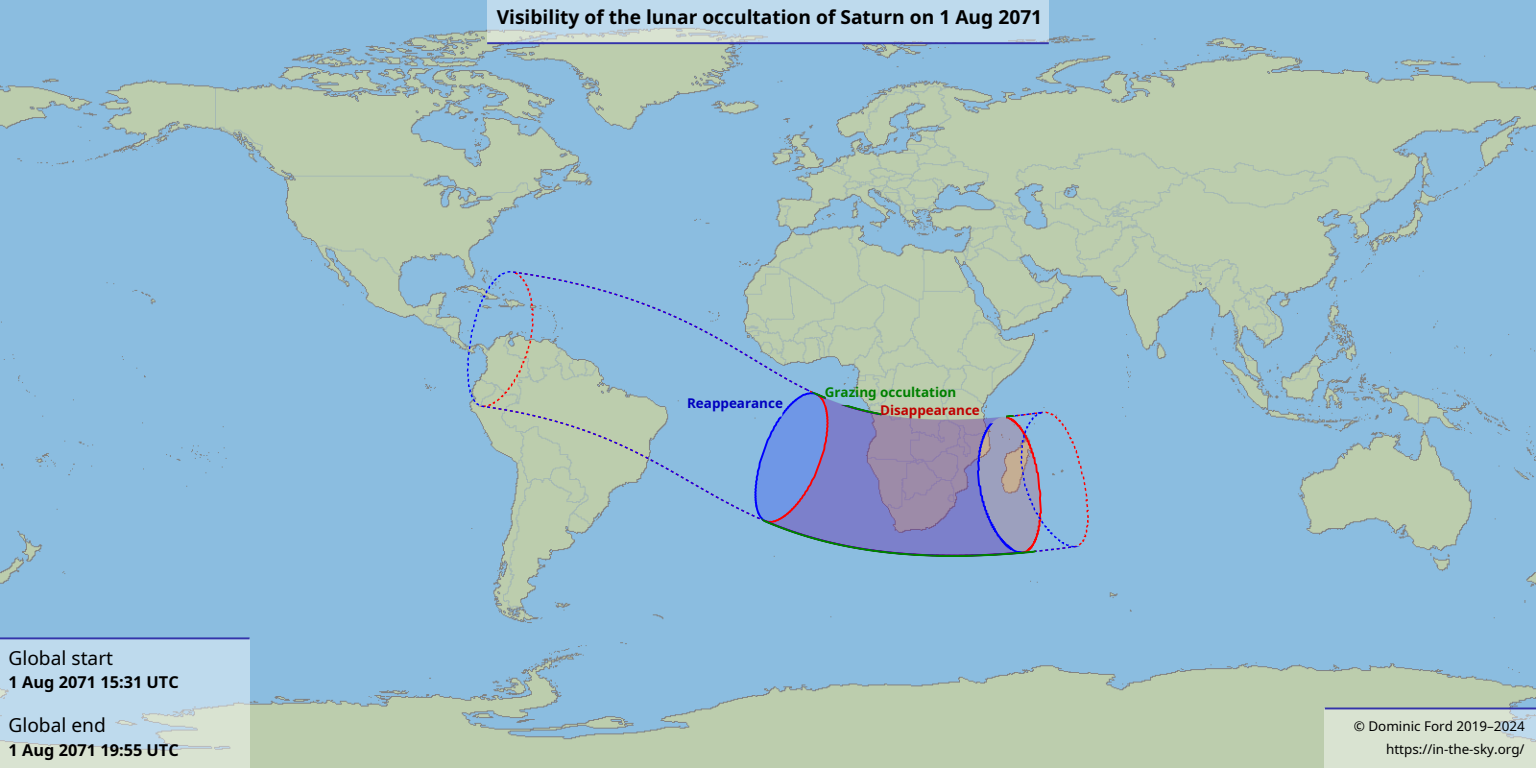 Visibility of the lunar occultation of Saturn on 1 Aug 2071
Grazing occultation
Reappearance
Disappearance
Global start
1 Aug 2071 15:31 UTC
Global end
1 Aug 2071 19:55 UTC
© Dominic Ford 2019–2024
https://in-the-sky.org/